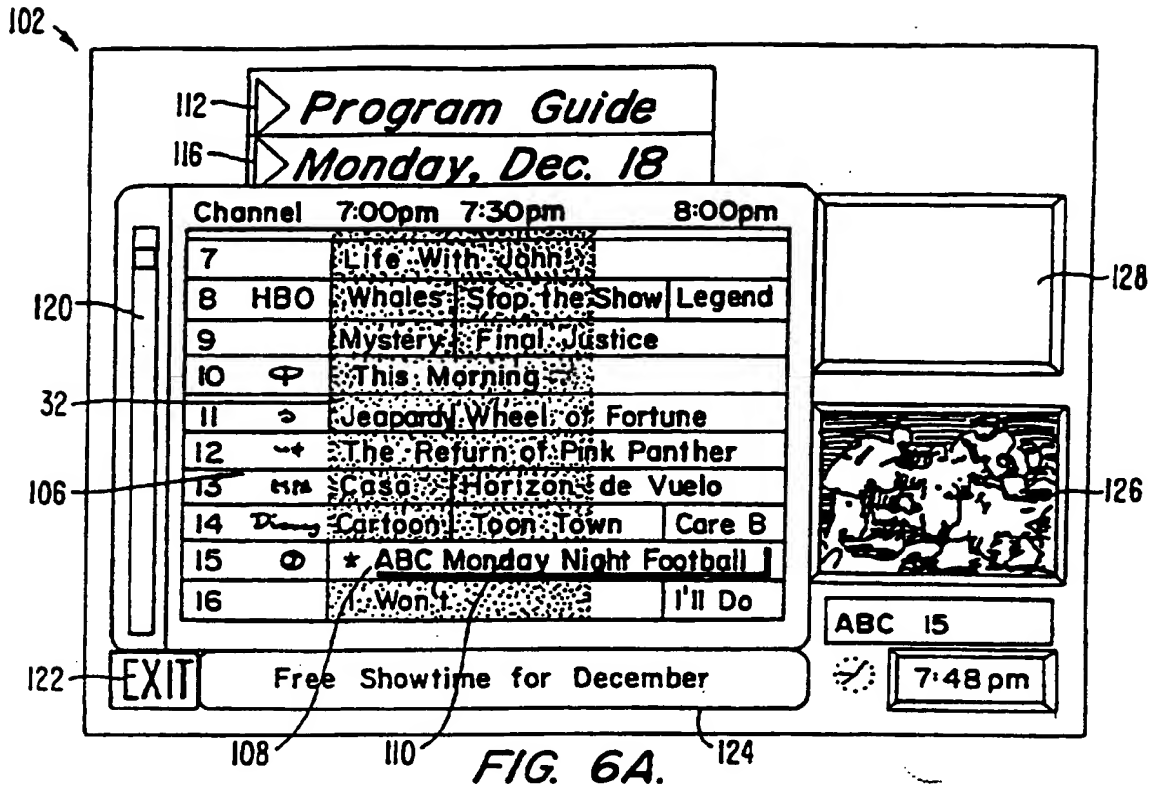 102
112
Program Guide
116
Monday, Dec. 18
Channel 7:00pm 7:30pm 8:00pm
7 Life With John
8 HBO Whales Stop the Show Legend
128
120
9 Mystery Final Justice
10 This Morning
32
11 Jeopardy Wheel of Fortune
12 The Return of Pink Panther
106
13 Casa Horizon de Vuelo
126
14 Disney Cartoon Toon Town Care B
15 * ABC Monday Night Football
16 I Won't I'll Do
ABC 15
122
EXIT Free Showtime for December
7:48 pm
108 110 124
FIG. 6A.